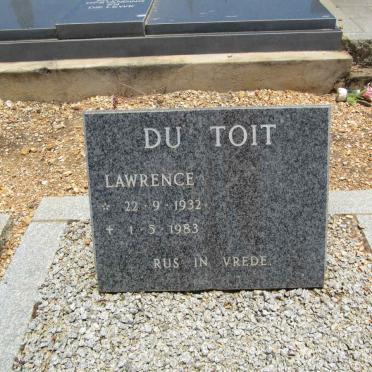 DU TOIT
LAWRENCE
* 22 · 9 · 1932
✝ 1 · 5 · 1983
RUS IN VREDE